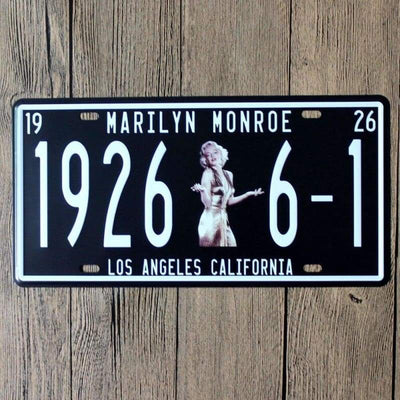 19 MARILYN MONROE 26
1926 6-1
LOS ANGELES CALIFORNIA